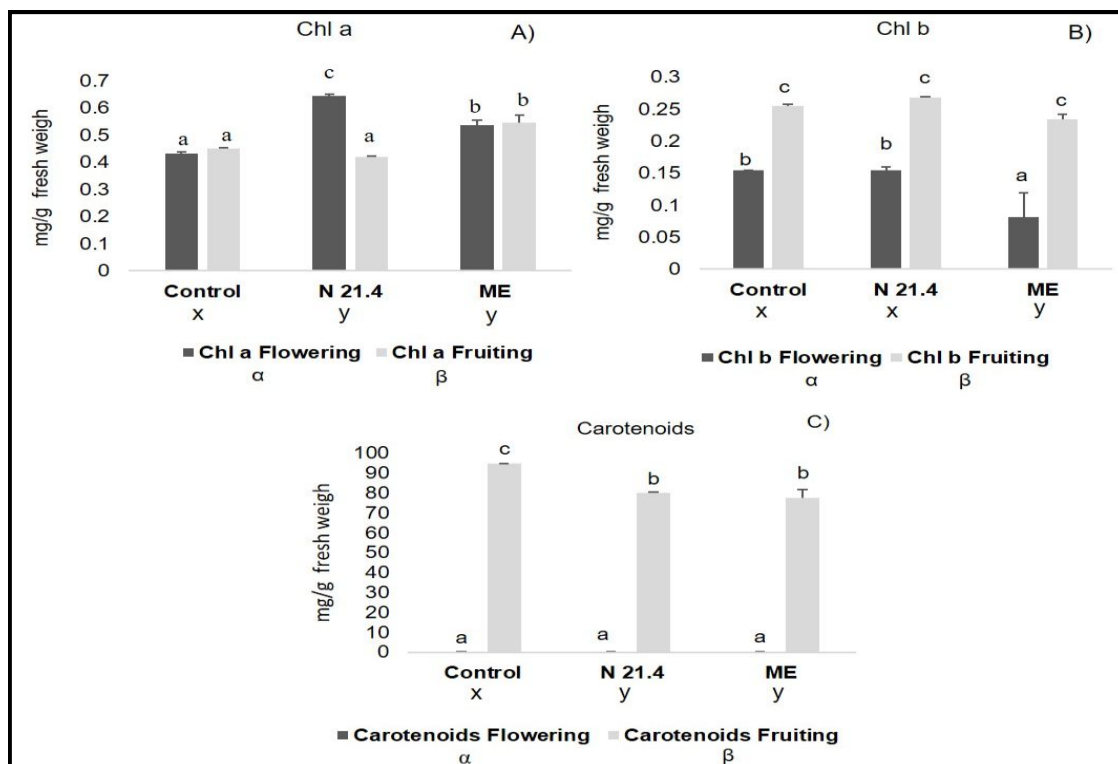 Chl a A)
mg/g fresh weigh
0.7
0.6
0.5
0.4
0.3
0.2
0.1
0
a a c a b b
Control N 21.4 ME
x y y
Chl a Flowering Chl a Fruiting
α β
Chl b B)
mg/g fresh weigh
0.3
0.25
0.2
0.15
0.1
0.05
0
b c b c a c
Control N 21.4 ME
x x y
Chl b Flowering Chl b Fruiting
α β
Carotenoids C)
mg/g fresh weigh
100
90
80
70
60
50
40
30
20
10
0
a c a b a b
Control N 21.4 ME
x y y
Carotenoids Flowering Carotenoids Fruiting
α β